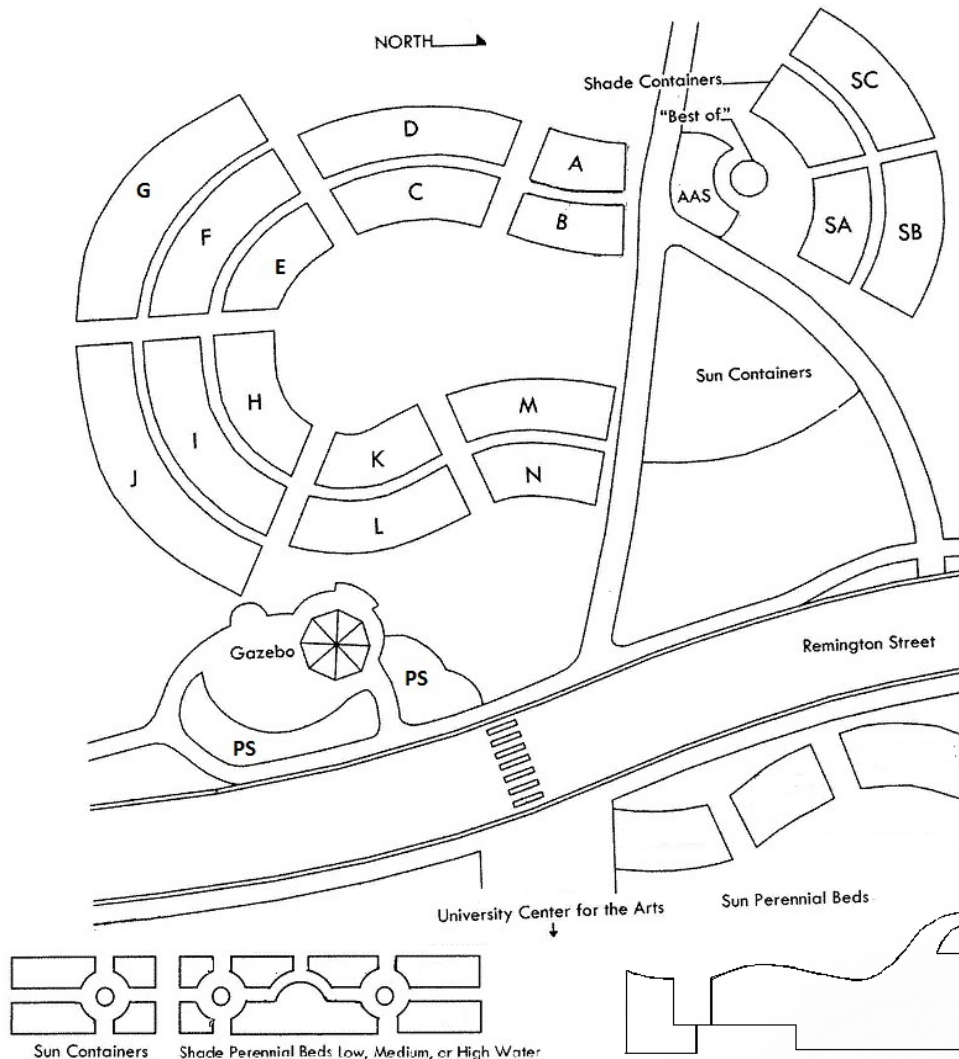 NORTH
SC
Shade Containers
"Best of"
D
A
G
C
AAS
F
B
SA
SB
E
Sun Containers
H
M
I
K
J
N
L
Gazebo
Remington Street
PS
PS
Sun Perennial Beds
University Center for the Arts
Sun Containers
Shade Perennial Beds Low, Medium, or High Water